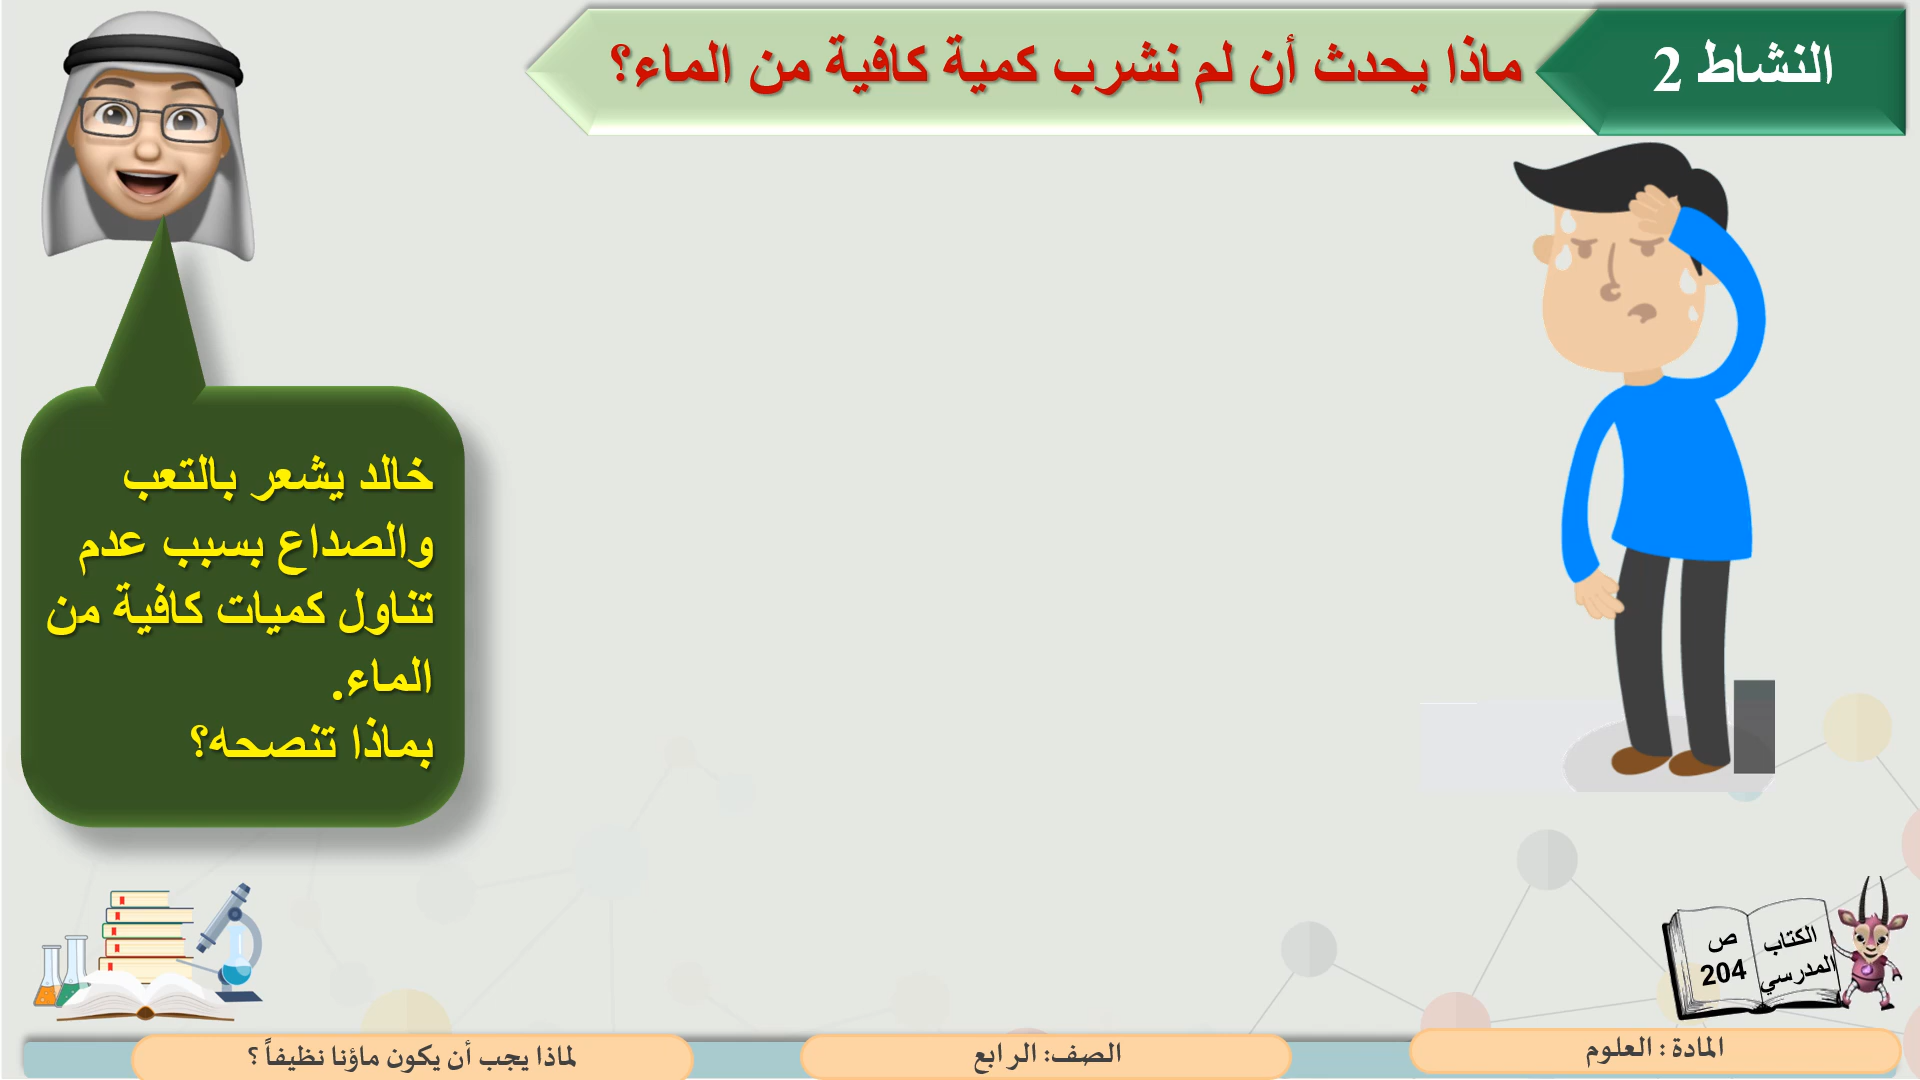 النشاط 2
ماذا يحدث أن لم نشرب كمية كافية من الماء؟
خالد يشعر بالتعب
والصداع بسبب عدم
تناول كميات كافية من
الماء.
بماذا تنصحه؟
الكتاب
المدرسي
ص
204
المادة : العلوم
الصف: الرابع
لماذا يجب أن يكون ماؤنا نظيفاً ؟